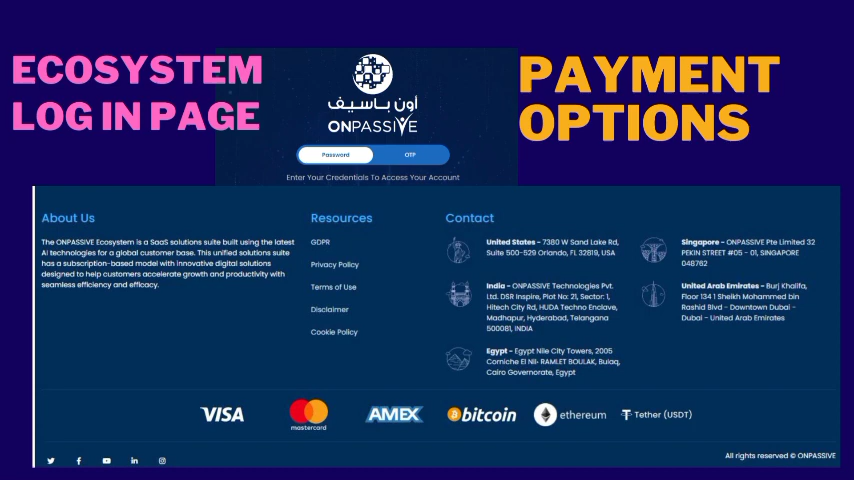 ECOSYSTEM
LOG IN PAGE
أون باسيف
ONPASSIVE
Password
OTP
Enter Your Credentials To Access Your Account
PAYMENT
OPTIONS
About Us
The ONPASSIVE Ecosystem is a SaaS solutions suite built using the latest
AI technologies for a global customer base. This unified solutions suite
has a subscription-based model with innovative digital solutions
designed to help customers accelerate growth and productivity with
seamless efficiency and efficacy.
Resources
GDPR
Privacy Policy
Terms of Use
Disclaimer
Cookie Policy
Contact
United States - 7380 W Sand Lake Rd,
Suite 500-529 Orlando, FL 32819, USA
India - ONPASSIVE Technologies Pvt.
Ltd. DSR Inspire, Plot No: 21, Sector: 1,
Hitech City Rd, HUDA Techno Enclave,
Madhapur, Hyderabad, Telangana
500081, INDIA
Egypt - Egypt Nile City Towers, 2005
Corniche El Nil- RAMLET BOULAK, Bulaq,
Cairo Governorate, Egypt
Singapore - ONPASSIVE Pte Limited 32
PEKIN STREET #05 - 01, SINGAPORE
048762
United Arab Emirates - Burj Khalifa,
Floor 134 1 Sheikh Mohammed bin
Rashid Blvd - Downtown Dubai -
Dubai - United Arab Emirates
VISA
mastercard
AMEX
bitcoin
ethereum
Tether (USDT)
All rights reserved © ONPASSIVE